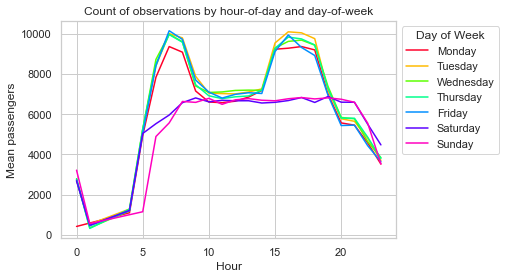 Count of observations by hour-of-day and day-of-week
Mean passengers
10000
8000
6000
4000
2000
0
0
5
10
15
20
Hour
Day of Week
Monday
Tuesday
Wednesday
Thursday
Friday
Saturday
Sunday